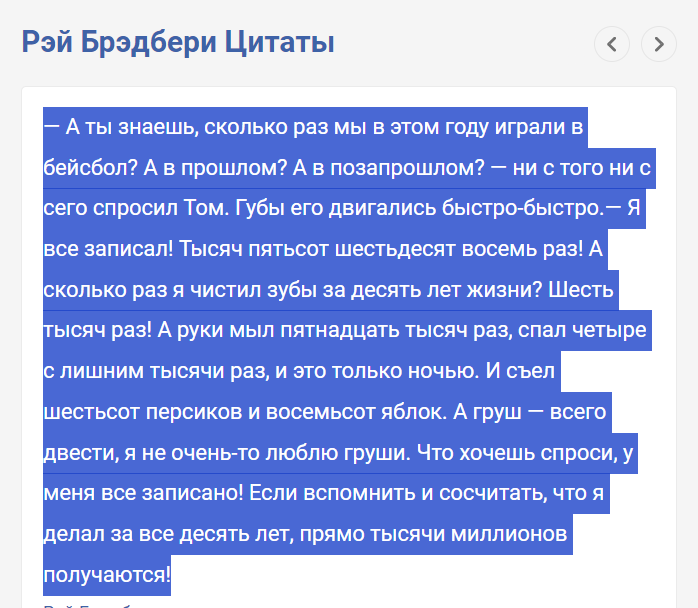 Рэй Брэдбери Цитаты
— А ты знаешь, сколько раз мы в этом году играли в
бейсбол? А в прошлом? А в позапрошлом? — ни с того ни с
сего спросил Том. Губы его двигались быстро-быстро.— Я
все записал! Тысяч пятьсот шестьдесят восемь раз! А
сколько раз я чистил зубы за десять лет жизни? Шесть
тысяч раз! А руки мыл пятнадцать тысяч раз, спал четыре
с лишним тысячи раз, и это только ночью. И съел
шестьсот персиков и восемьсот яблок. А груш — всего
двести, я не очень-то люблю груши. Что хочешь спроси, у
меня все записано! Если вспомнить и сосчитать, что я
делал за все десять лет, прямо тысячи миллионов
получаются!